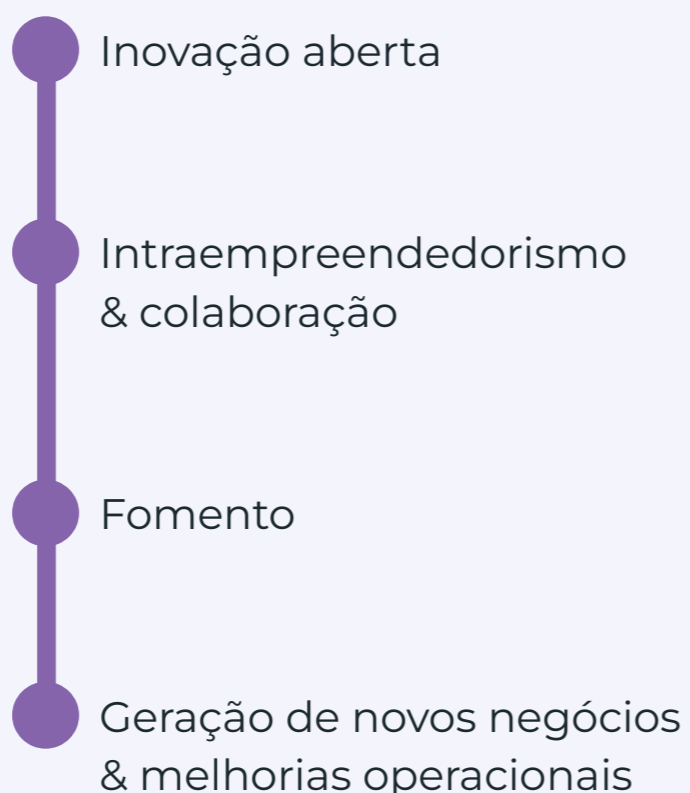 Inovação aberta
Intraempreendedorismo
& colaboração
Fomento
Geração de novos negócios
& melhorias operacionais